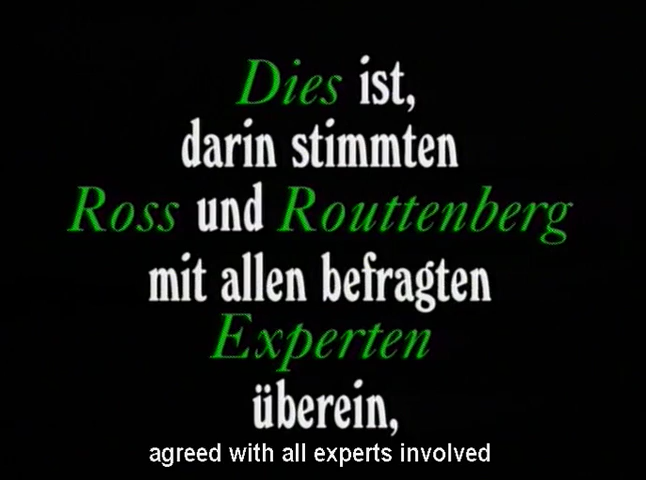 Dies ist,
darin stimmten
Ross und Routtenberg
mit allen befragten
Experten
überein,
agreed with all experts involved